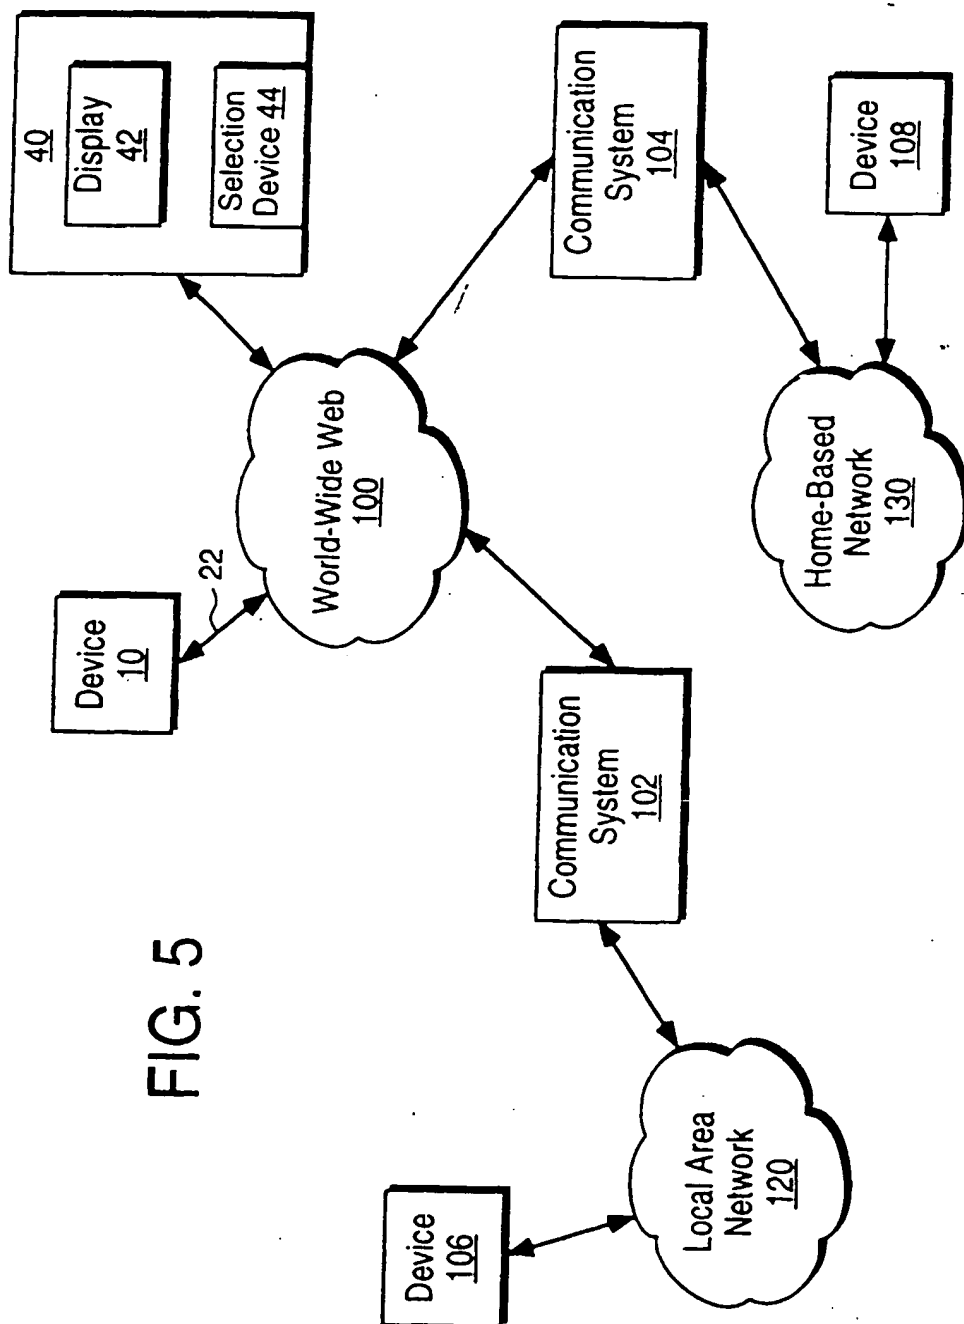 FIG. 5
Device
106
Local Area
Network
120
Communication
System
102
Device
10
22
World-Wide Web
100
40
Display
42
Selection
Device 44
Communication
System
104
Home-Based
Network
130
Device
108